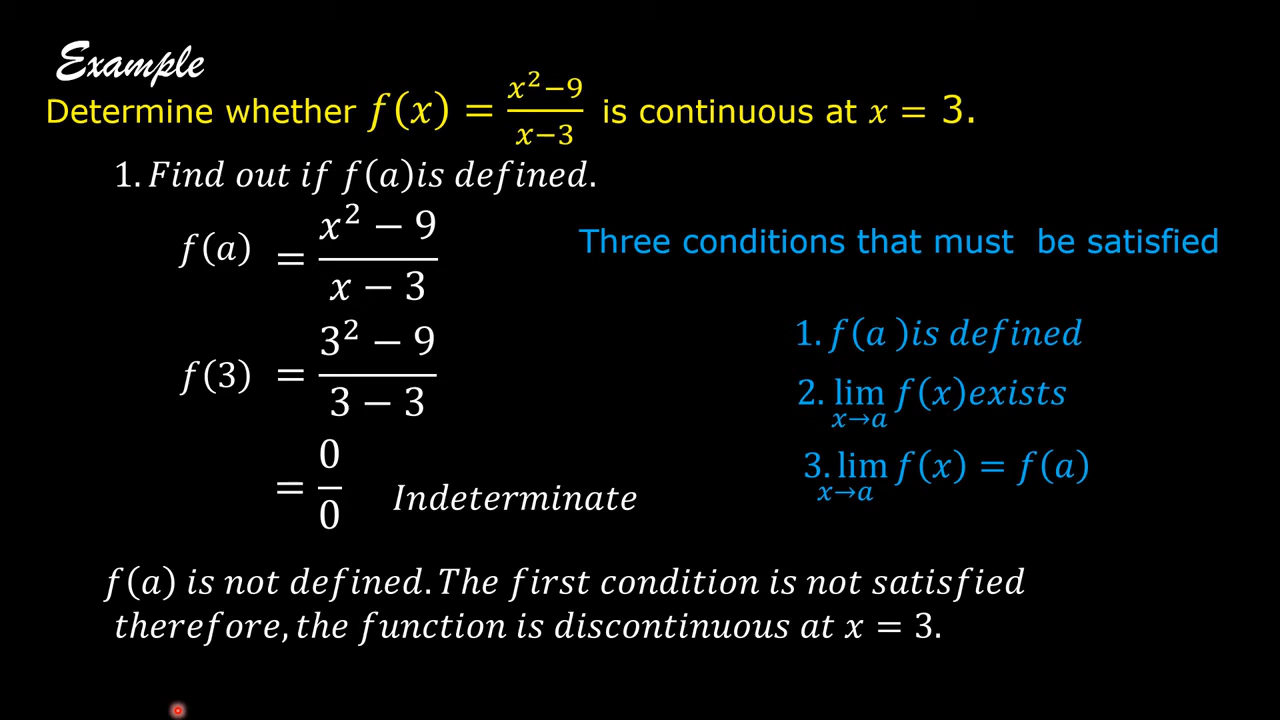 Example
Determine whether f(x) = (x²−9)/(x−3) is continuous at x = 3.
1. Find out if f(a)is defined.
f(a) = (x² − 9)/(x − 3)
Three conditions that must be satisfied
1. f(a )is defined
f(3) = (3² − 9)/(3 − 3)
2. lim x→a f(x)exists
3. lim x→a f(x) = f(a)
= 0/0 Indeterminate
f(a) is not defined. The first condition is not satisfied
therefore, the function is discontinuous at x = 3.